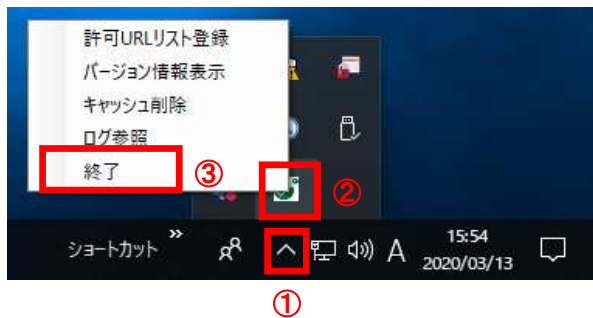 許可URLリスト登録
バージョン情報表示
キャッシュ削除
ログ参照
終了
③
②
ショートカット
»
A
15:54
2020/03/13
①